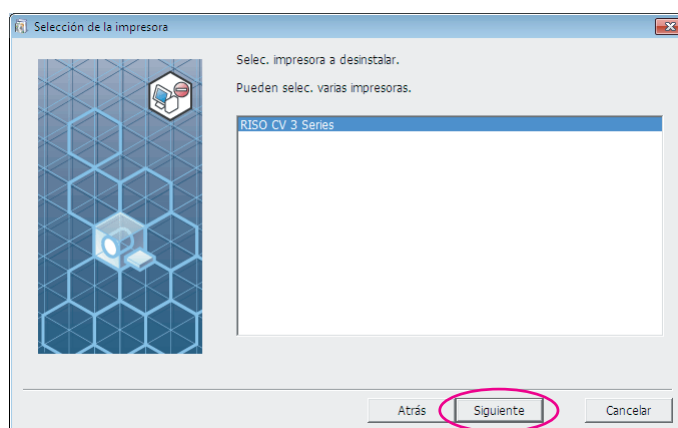 Selección de la impresora
Selec. impresora a desinstalar.
Pueden selec. varias impresoras.
RISO CV 3 Series
Atrás Siguiente Cancelar